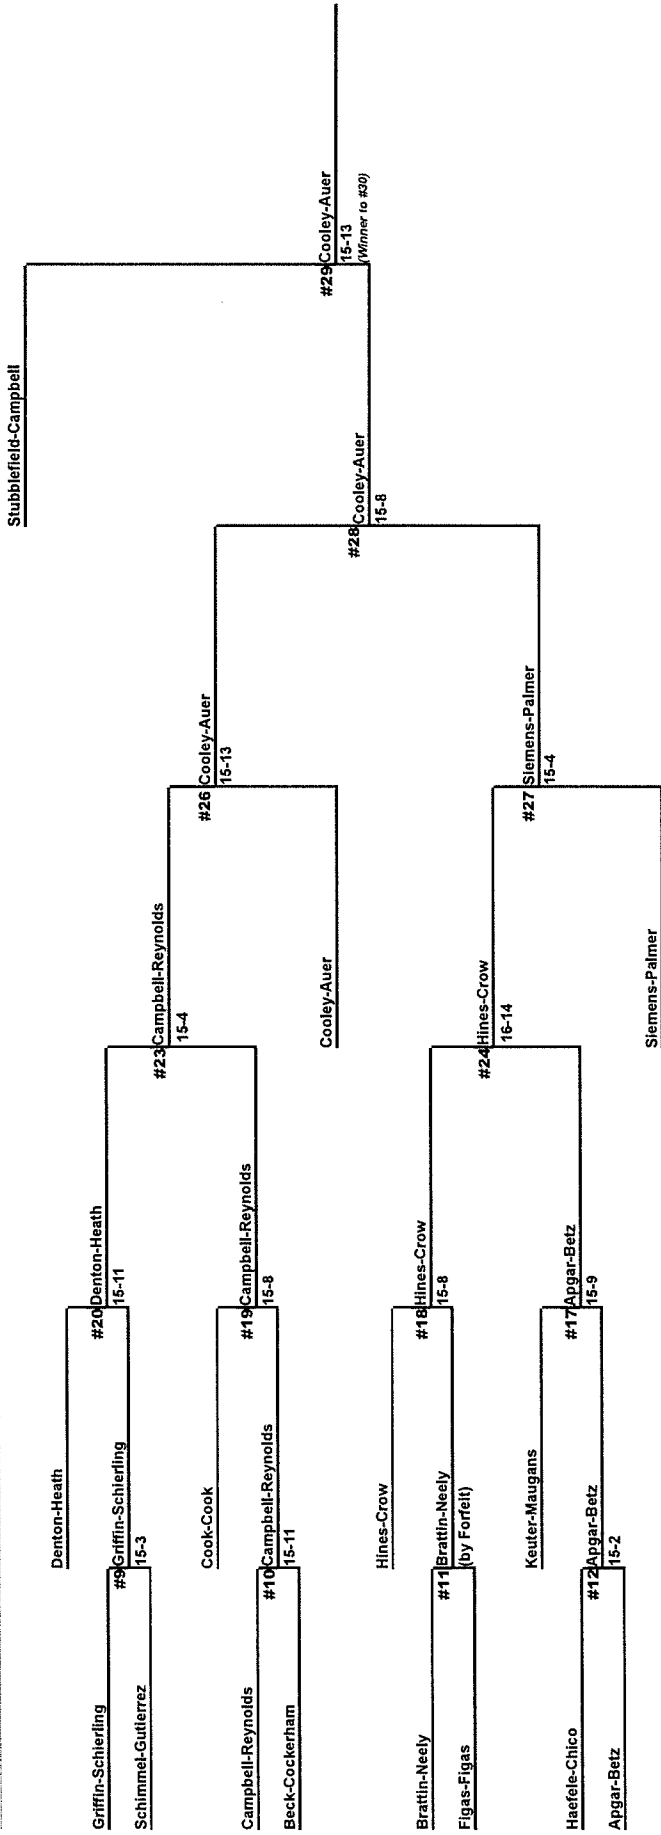 Griffin-Schierling
Schimmel-Gutierrez
Campbell-Reynolds
Beck-Cockerham
Brattin-Neely
Figas-Figas
Haefele-Chico
Apgar-Betz
Denton-Heath
#9 Griffin-Schierling
15-3
Cook-Cook
#10 Campbell-Reynolds
15-11
Hines-Crow
#11 Brattin-Neely
(by Forfeit)
Keuter-Maugans
#12 Apgar-Betz
15-2
#20 Denton-Heath
15-11
#19 Campbell-Reynolds
15-8
#18 Hines-Crow
15-8
#17 Apgar-Betz
15-9
#23 Campbell-Reynolds
15-4
Cooley-Auer
#24 Hines-Crow
16-14
Siemens-Palmer
#26 Cooley-Auer
15-13
#27 Siemens-Palmer
15-4
Stubblefield-Campbell
#28 Cooley-Auer
15-8
#29 Cooley-Auer
15-13
(Winner to #30)